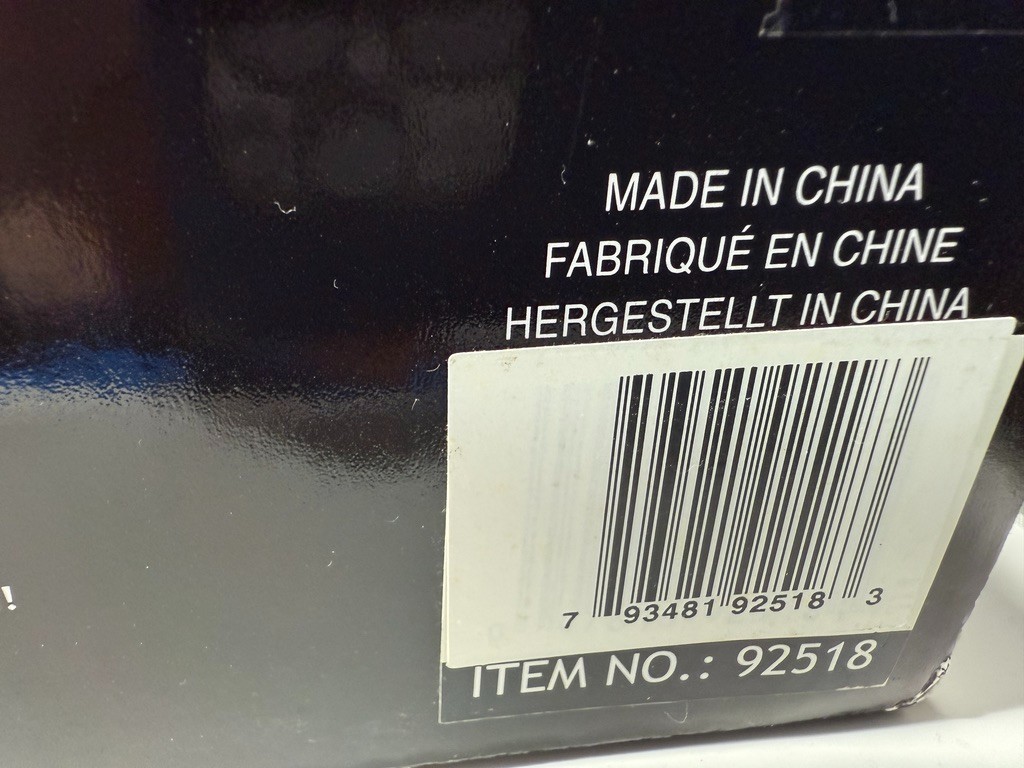 MADE IN CHINA
FABRIQUÉ EN CHINE
HERGESTELLT IN CHINA
7 93481 92518 3
ITEM NO.: 92518
!